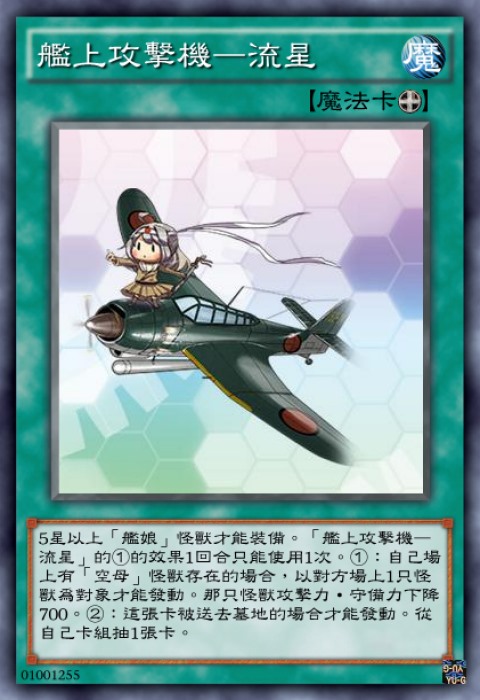 艦上攻擊機—流星
魔
【魔法卡】
5星以上「艦娘」怪獸才能裝備。「艦上攻擊機—
流星」的①的效果1回合只能使用1次。①：自己場
上有「空母」怪獸存在的場合，以對方場上1只怪
獸爲對象才能發動。那只怪獸攻擊力·守備力下降
700。②：這張卡被送去墓地的場合才能發動。從
自己卡組抽1張卡。
01001255